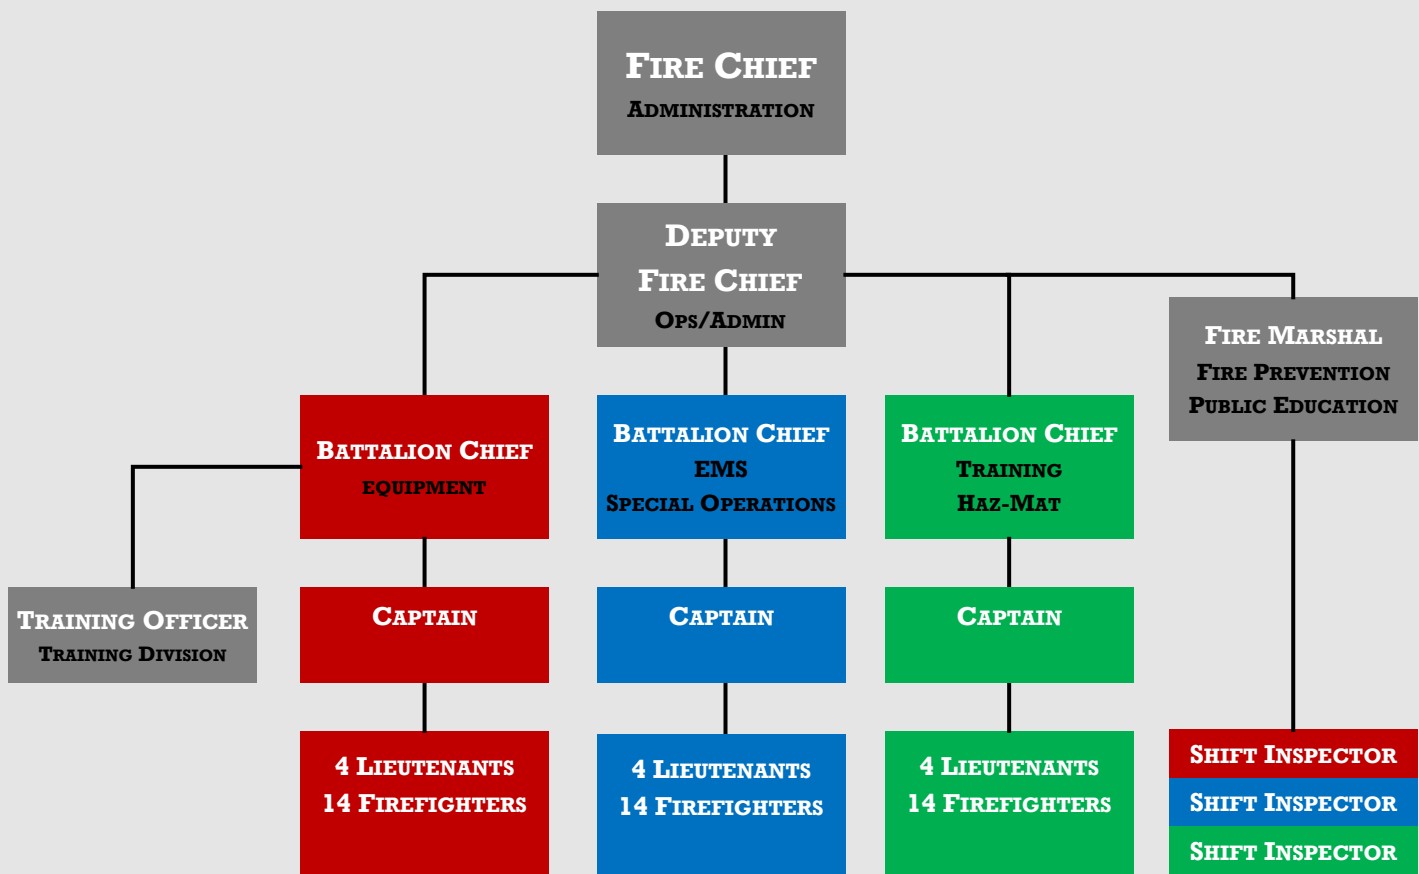 Fire Chief
Administration
Deputy
Fire Chief
Ops/Admin
Fire Marshal
Fire Prevention
Public Education
Battalion Chief
equipment
Battalion Chief
EMS
Special Operations
Battalion Chief
Training
Haz-Mat
Training Officer
Training Division
Captain
Captain
Captain
4 Lieutenants
14 Firefighters
4 Lieutenants
14 Firefighters
4 Lieutenants
14 Firefighters
Shift Inspector
Shift Inspector
Shift Inspector